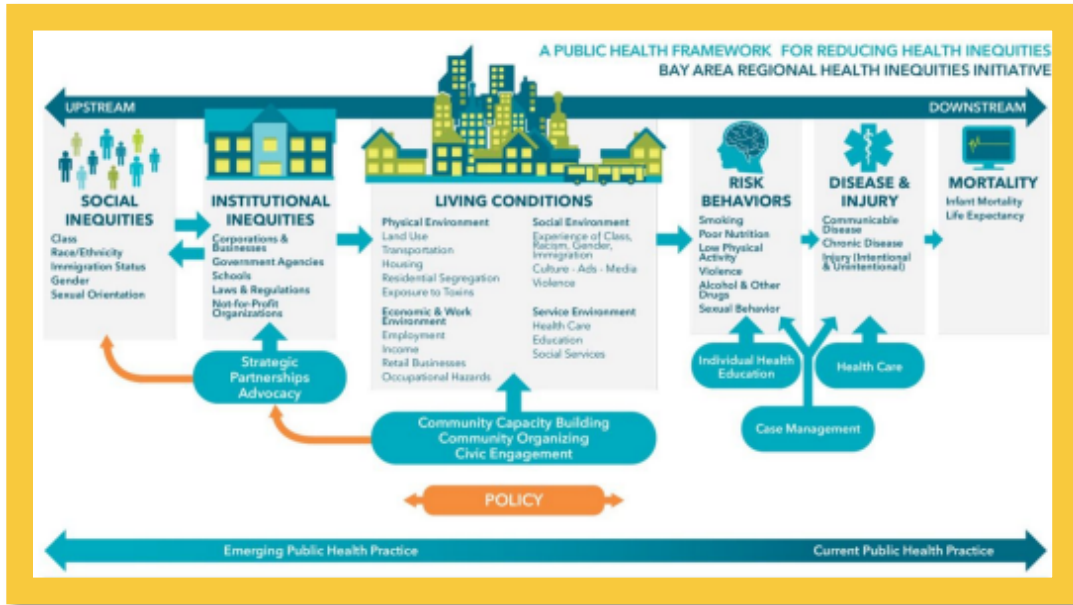 A PUBLIC HEALTH FRAMEWORK FOR REDUCING HEALTH INEQUITIES
BAY AREA REGIONAL HEALTH INEQUITIES INITIATIVE
UPSTREAM
DOWNSTREAM
SOCIAL
INEQUITIES
Class
Race/Ethnicity
Immigration Status
Gender
Sexual Orientation
INSTITUTIONAL
INEQUITIES
Corporations &
Businesses
Government Agencies
Schools
Laws & Regulations
Not-for-Profit
Organizations
LIVING CONDITIONS
Physical Environment
Land Use
Transportation
Housing
Residential Segregation
Exposure to Toxins
Economic & Work
Environment
Employment
Income
Retail Businesses
Occupational Hazards
Social Environment
Experience of Class,
Racism, Gender,
Immigration
Culture - Ads - Media
Violence
Service Environment
Health Care
Education
Social Services
RISK
BEHAVIORS
Smoking
Poor Nutrition
Low Physical
Activity
Violence
Alcohol & Other
Drugs
Sexual Behavior
DISEASE &
INJURY
Communicable
Disease
Chronic Disease
Injury (Intentional
& Unintentional)
MORTALITY
Infant Mortality
Life Expectancy
Strategic
Partnerships
Advocacy
Community Capacity Building
Community Organizing
Civic Engagement
Individual Health
Education
Health Care
Case Management
POLICY
Emerging Public Health Practice
Current Public Health Practice